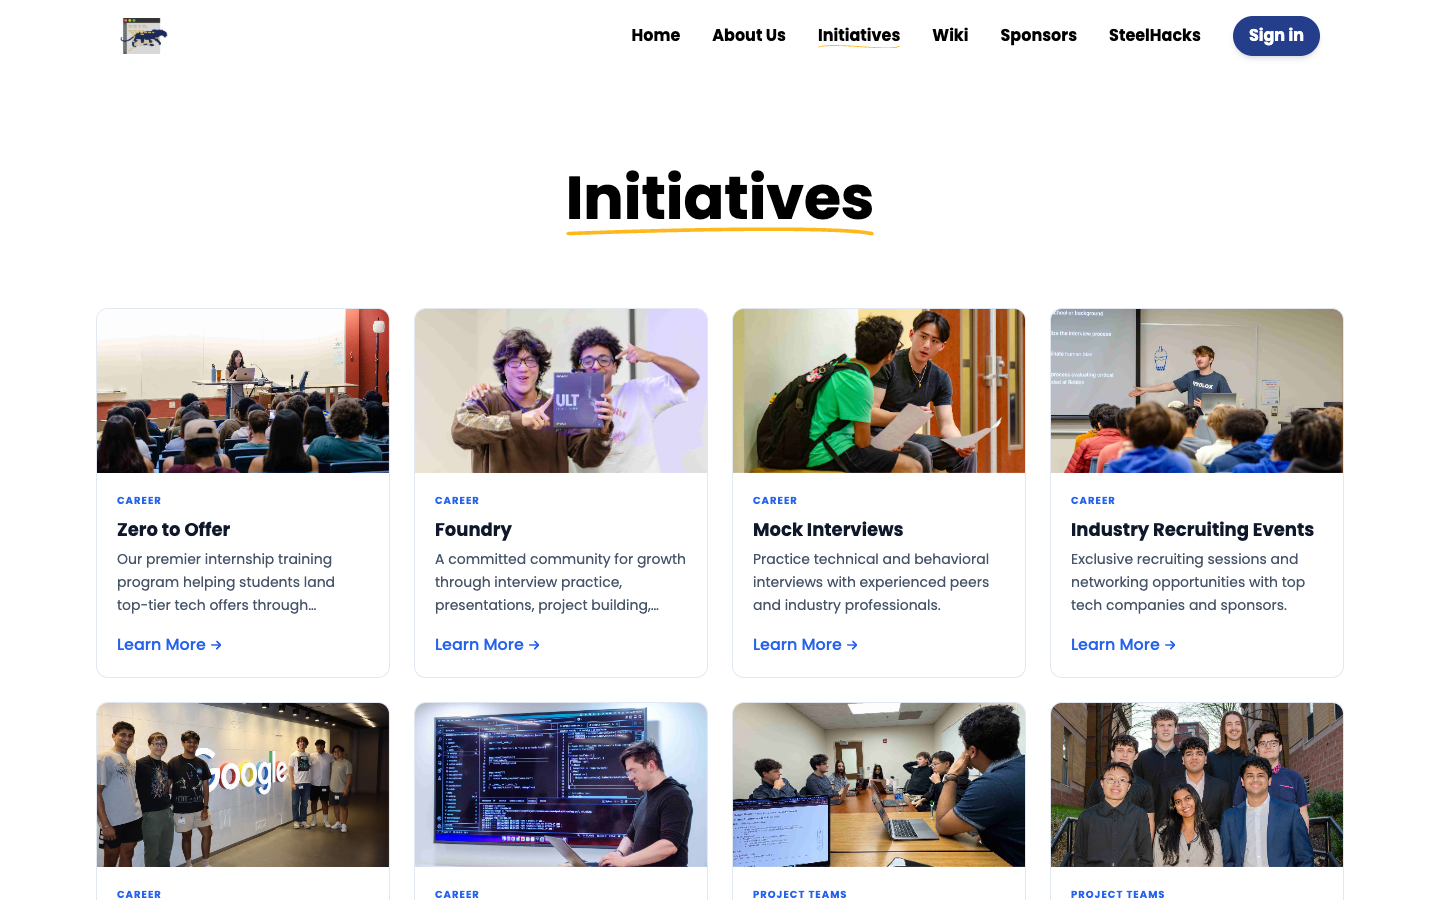 Home
About Us
Initiatives
Wiki
Sponsors
SteelHacks
Sign in
Initiatives
ULT
CAREER
Zero to Offer
Our premier internship training
program helping students land
top-tier tech offers through...
Learn More →
CAREER
Foundry
A committed community for growth
through interview practice,
presentations, project building,...
Learn More →
CAREER
Mock Interviews
Practice technical and behavioral
interviews with experienced peers
and industry professionals.
Learn More →
CAREER
Industry Recruiting Events
Exclusive recruiting sessions and
networking opportunities with top
tech companies and sponsors.
Learn More →
Google
CAREER
CAREER
PROJECT TEAMS
PROJECT TEAMS